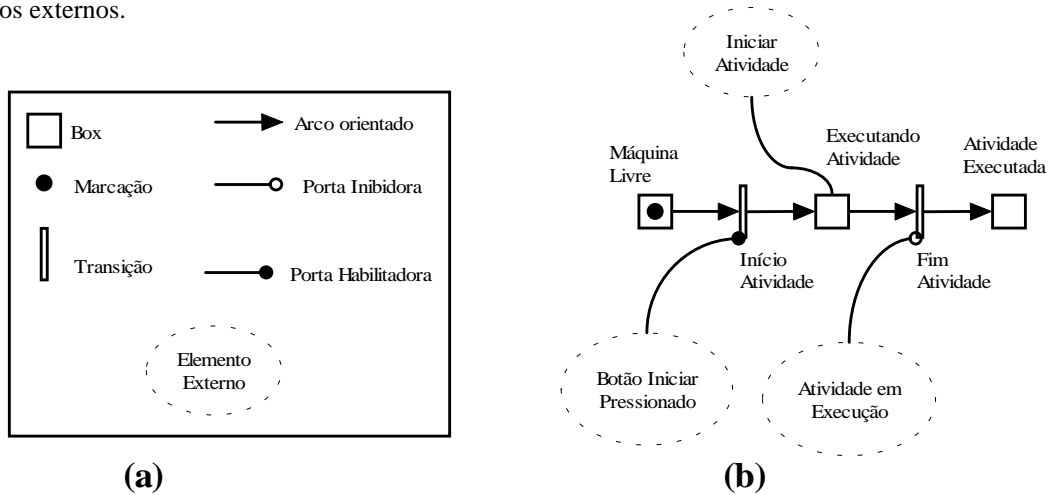 os externos.
Box
Arco orientado
Marcação
Porta Inibidora
Transição
Porta Habilitadora
Elemento
Externo
(a)
Iniciar
Atividade
Máquina
Livre
Executando
Atividade
Atividade
Executada
Início
Atividade
Fim
Atividade
Botão Iniciar
Pressionado
Atividade em
Execução
(b)